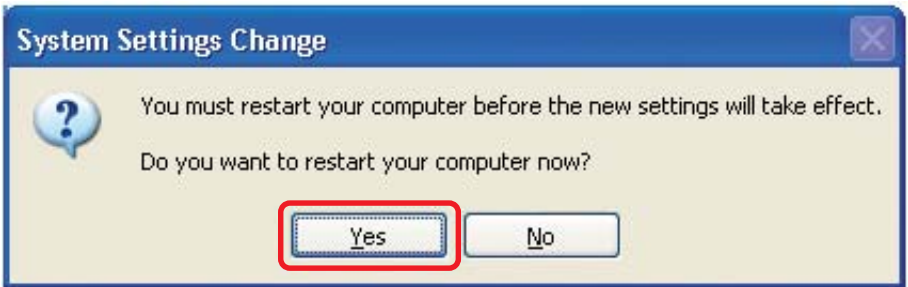 System Settings Change
You must restart your computer before the new settings will take effect.
Do you want to restart your computer now?
Yes No